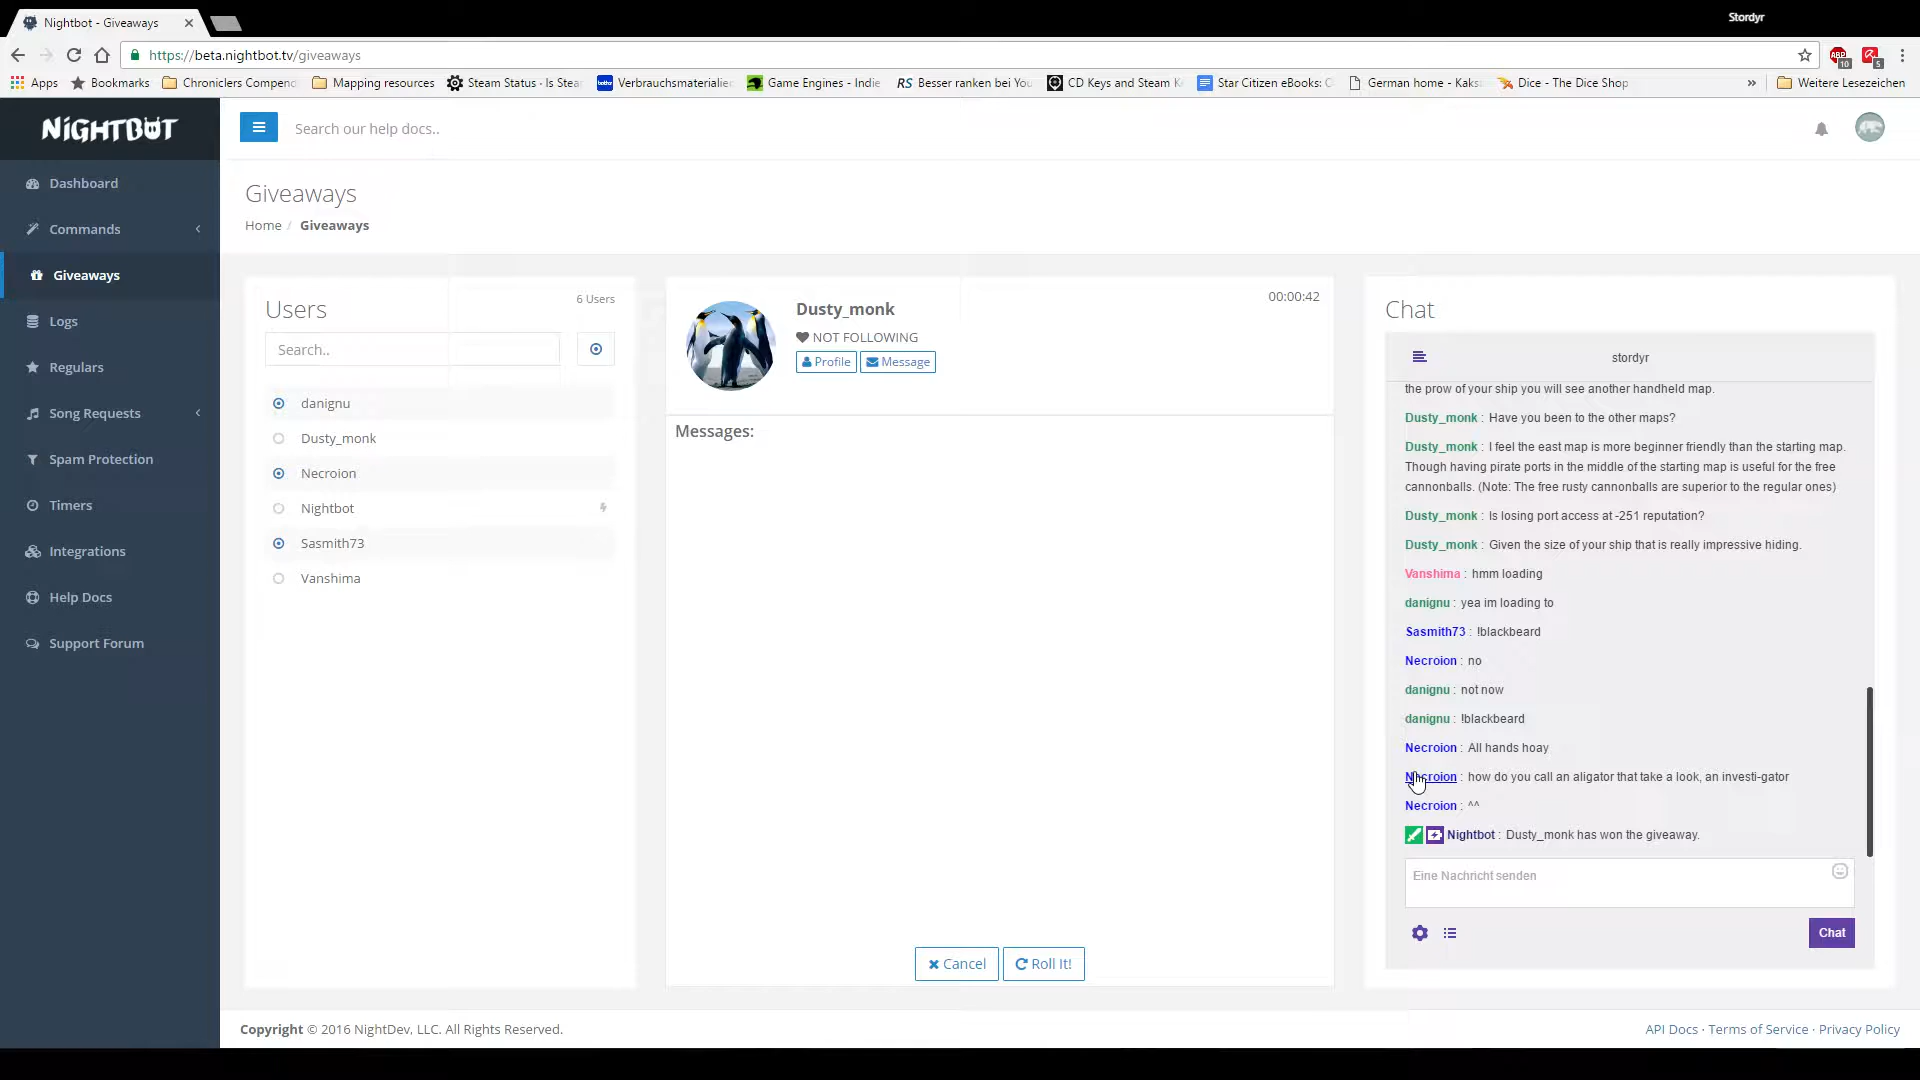 Nightbot - Giveaways
Stordyr
https://beta.nightbot.tv/giveaways
ABP
10
5
Apps
Bookmarks
Chroniclers Compend
Mapping resources
Steam Status · Is Stea
Verbrauchsmaterialie
Game Engines - Indie
RS Besser ranken bei You
CD Keys and Steam K
Star Citizen eBooks: C
German home - Kaks
Dice - The Dice Shop
»
Weitere Lesezeichen
NIGHTBOT
Search our help docs..
Dashboard
Commands
Giveaways
Logs
Regulars
Song Requests
Spam Protection
Timers
Integrations
Help Docs
Support Forum
Giveaways
Home / Giveaways
Users
6 Users
Search..
danignu
Dusty_monk
Necroion
Nightbot
Sasmith73
Vanshima
Dusty_monk
00:00:42
NOT FOLLOWING
Profile
Message
Messages:
Cancel
Roll It!
Chat
stordyr
the prow of your ship you will see another handheld map.
Dusty_monk : Have you been to the other maps?
Dusty_monk : I feel the east map is more beginner friendly than the starting map.
Though having pirate ports in the middle of the starting map is useful for the free
cannonballs. (Note: The free rusty cannonballs are superior to the regular ones)
Dusty_monk : Is losing port access at -251 reputation?
Dusty_monk : Given the size of your ship that is really impressive hiding.
Vanshima : hmm loading
danignu : yea im loading to
Sasmith73 : !blackbeard
Necroion : no
danignu : not now
danignu : !blackbeard
Necroion : All hands hoay
Necroion : how do you call an aligator that take a look, an investi-gator
Necroion : ^^
Nightbot : Dusty_monk has won the giveaway.
Eine Nachricht senden
Chat
Copyright © 2016 NightDev, LLC. All Rights Reserved.
API Docs · Terms of Service · Privacy Policy